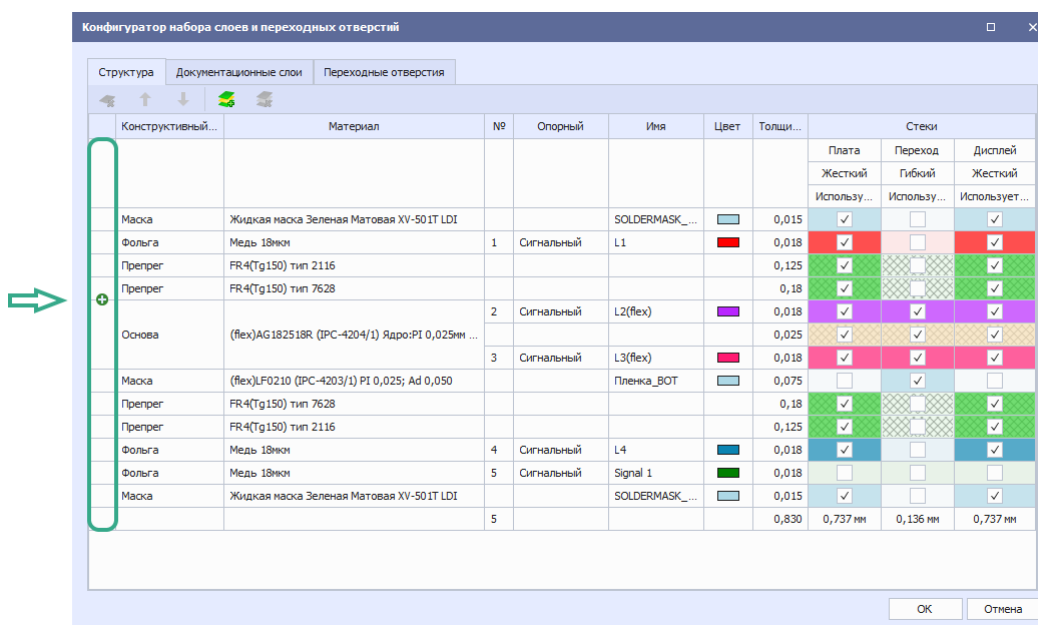 Конфигуратор набора слоев и переходных отверстий
Структура Документационные слои Переходные отверстия
Конструктивный... Материал № Опорный Имя Цвет Толщи... Стеки
Плата Переход Дисплей
Жесткий Гибкий Жесткий
Использу... Использу... Использует...
Маска Жидкая маска Зеленая Матовая XV-501T LDI SOLDERMASK_... 0,015
Фольга Медь 18мкм 1 Сигнальный L1 0,018
Препрег FR4(Tg150) тип 2116 0,125
Препрег FR4(Tg150) тип 7628 0,18
2 Сигнальный L2(flex) 0,018
Основа (flex)AG182518R (IPC-4204/1) Ядро:PI 0,025мм ... 0,025
3 Сигнальный L3(flex) 0,018
Маска (flex)LF0210 (IPC-4203/1) PI 0,025; Ad 0,050 Пленка_BOT 0,075
Препрег FR4(Tg150) тип 7628 0,18
Препрег FR4(Tg150) тип 2116 0,125
Фольга Медь 18мкм 4 Сигнальный L4 0,018
Фольга Медь 18мкм 5 Сигнальный Signal 1 0,018
Маска Жидкая маска Зеленая Матовая XV-501T LDI SOLDERMASK_... 0,015
5 0,830 0,737 мм 0,136 мм 0,737 мм
OK Отмена